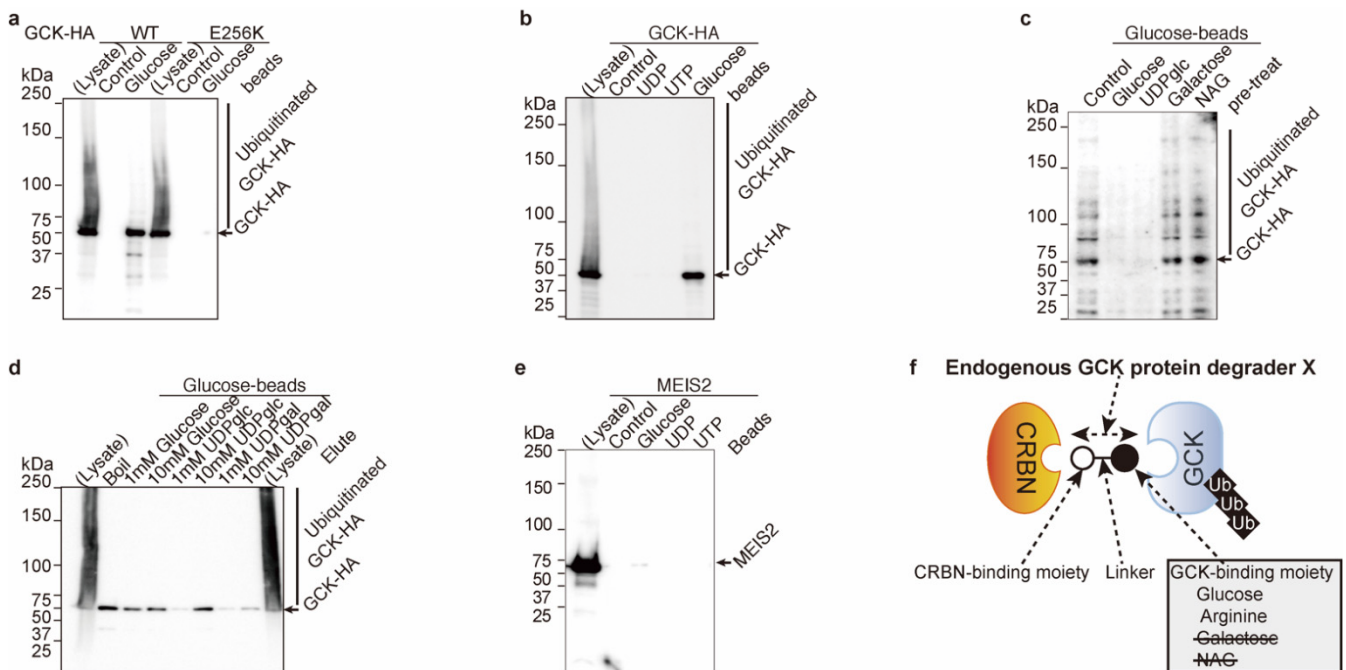 a
GCK-HA WT E256K
(Lysate)
Control
Glucose
(Lysate)
Control
Glucose
beads
kDa
250
150
100
75
50
37
25
Ubiquitinated
GCK-HA
GCK-HA
b
GCK-HA
(Lysate)
Control
UDP
UTP
Glucose
beads
kDa
250
150
100
75
50
37
25
Ubiquitinated
GCK-HA
GCK-HA
c
Glucose-beads
Control
Glucose
UDPglc
Galactose
NAG
pre-treat
kDa
250
150
100
75
50
37
25
Ubiquitinated
GCK-HA
GCK-HA
d
Glucose-beads
(Lysate)
Boil
1mM Glucose
10mM Glucose
1mM UDPglc
10mM UDPglc
1mM UDPgal
10mM UDPgal
(Lysate)
Elute
kDa
250
150
100
75
50
37
25
Ubiquitinated
GCK-HA
GCK-HA
e
MEIS2
(Lysate)
Control
Glucose
UDP
UTP
Beads
kDa
250
150
100
75
50
37
25
MEIS2
f
Endogenous GCK protein degrader X
CRBN
GCK
Ub
Ub
Ub
CRBN-binding moiety
Linker
GCK-binding moiety
Glucose
Arginine
Galactose
NAG